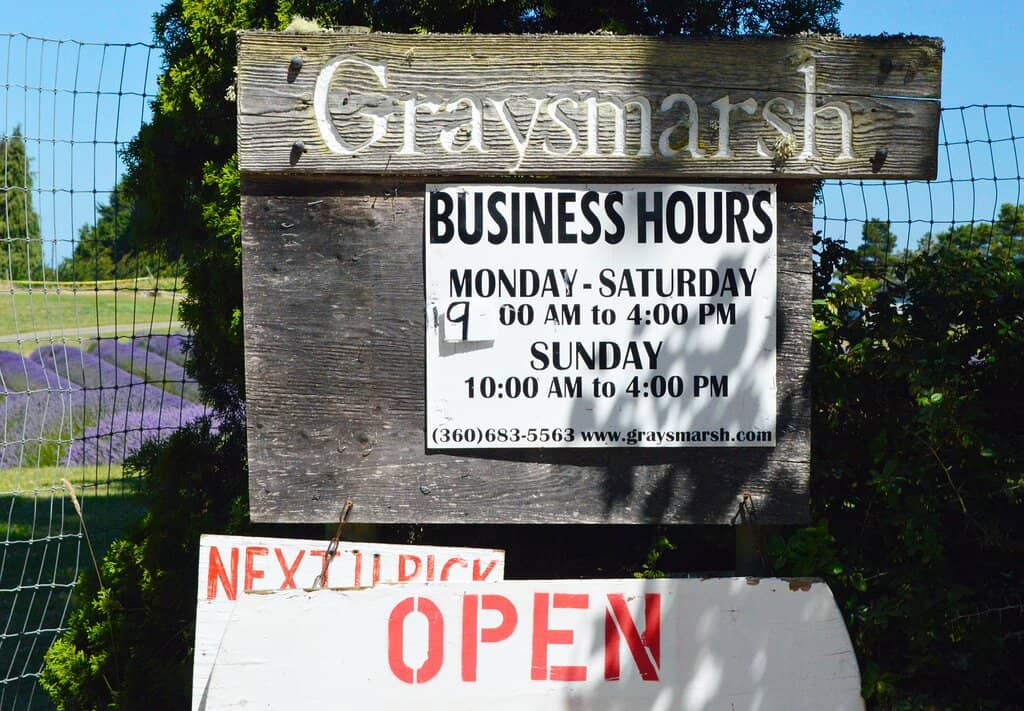 Graysmarsh
BUSINESS HOURS
MONDAY - SATURDAY
9 00 AM to 4:00 PM
SUNDAY
10:00 AM to 4:00 PM
(360)683-5563 www.graysmarsh.com
NEXT U PICK
OPEN